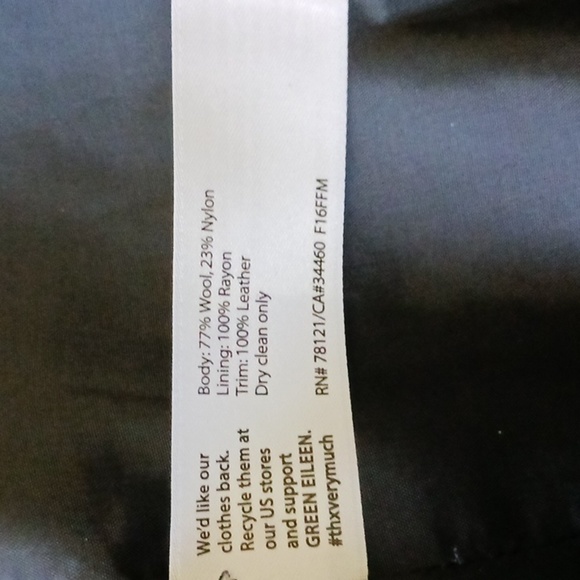 We'd like our
clothes back.
Recycle them at
our US stores
and support
GREEN EILEEN.
#thxverymuch
Body: 77% Wool, 23% Nylon
Lining: 100% Rayon
Trim: 100% Leather
Dry clean only
RN# 78121/CA#34460 F16FFM